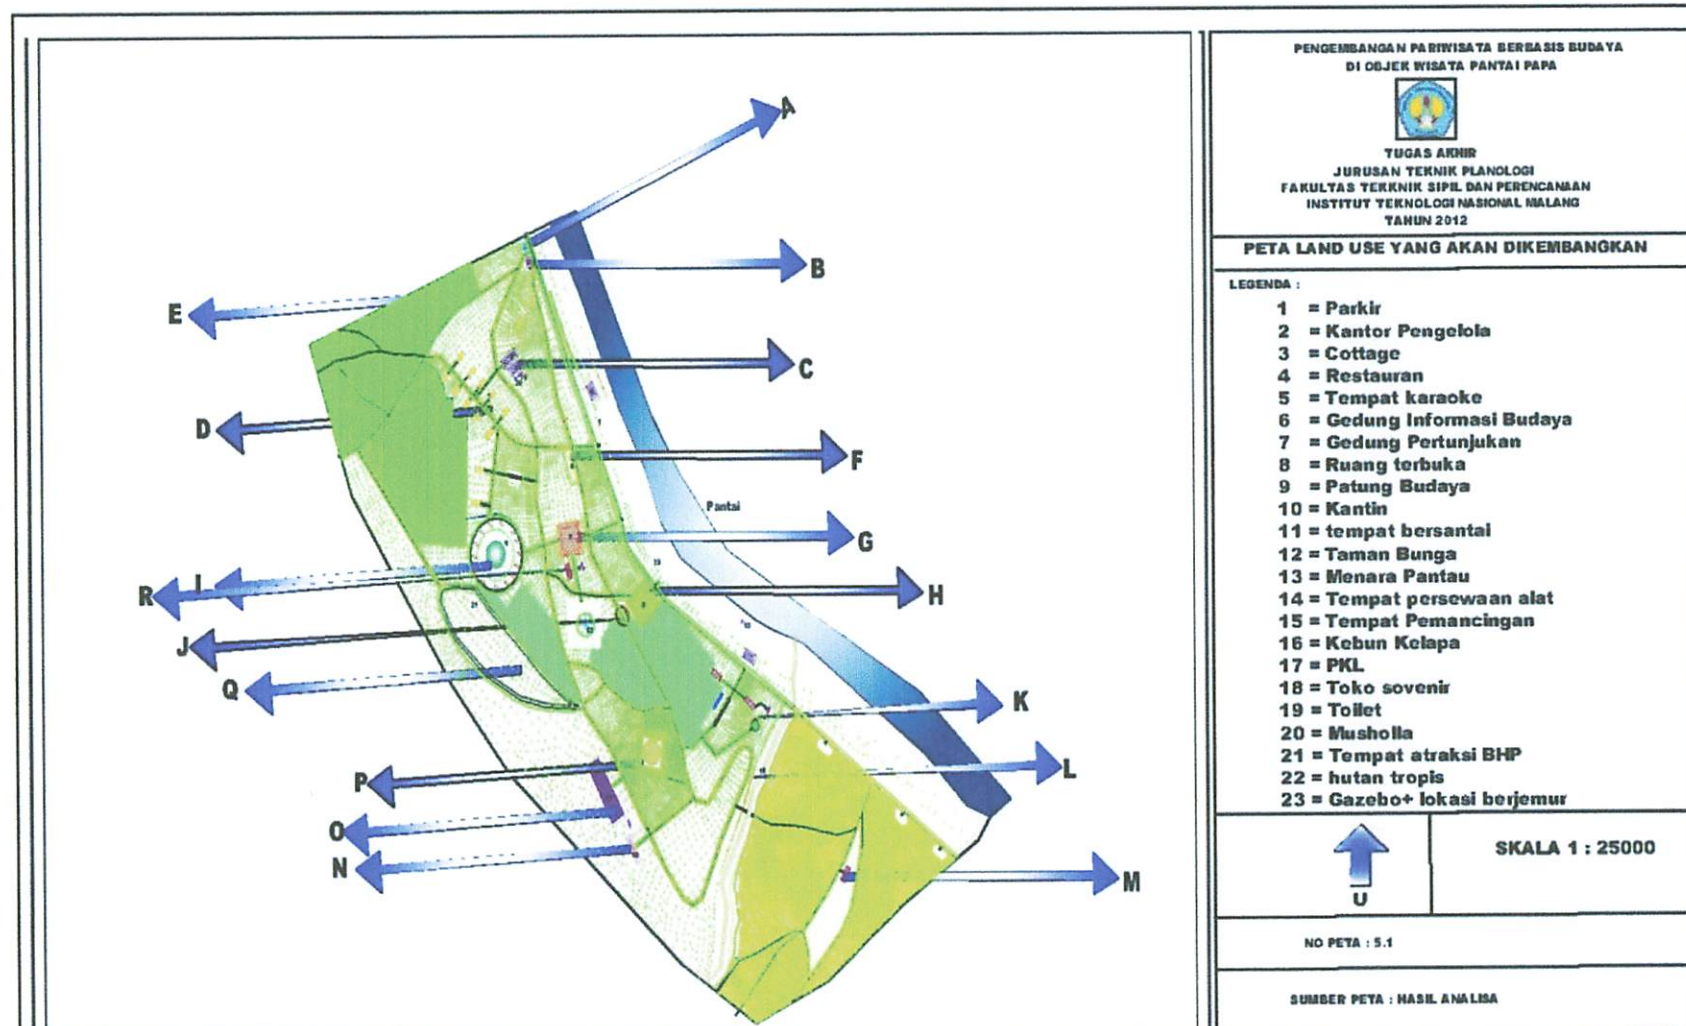 A
B
E
C
D
F
Pantai
G
R
I
H
J
Q
K
L
P
O
N
M
PENGEMBANGAN PARIWISATA BERBASIS BUDAYA
DI OBJEK WISATA PANTAI PAPA
TUGAS AKHIR
JURUSAN TEKNIK PLANOLOGI
FAKULTAS TEKKNIK SIPIL DAN PERENCANAAN
INSTITUT TEKNOLOGI NASIONAL MALANG
TAHUN 2012
PETA LAND USE YANG AKAN DIKEMBANGKAN
LEGENDA :
1 = Parkir
2 = Kantor Pengelola
3 = Cottage
4 = Restauran
5 = Tempat karaoke
6 = Gedung Informasi Budaya
7 = Gedung Pertunjukan
8 = Ruang terbuka
9 = Patung Budaya
10 = Kantin
11 = tempat bersantai
12 = Taman Bunga
13 = Menara Pantau
14 = Tempat persewaan alat
15 = Tempat Pemancingan
16 = Kebun Kelapa
17 = PKL
18 = Toko sovenir
19 = Toilet
20 = Musholla
21 = Tempat atraksi BHP
22 = hutan tropis
23 = Gazebo+ lokasi berjemur
U
SKALA 1 : 25000
NO PETA : 5.1
SUMBER PETA : HASIL ANALISA